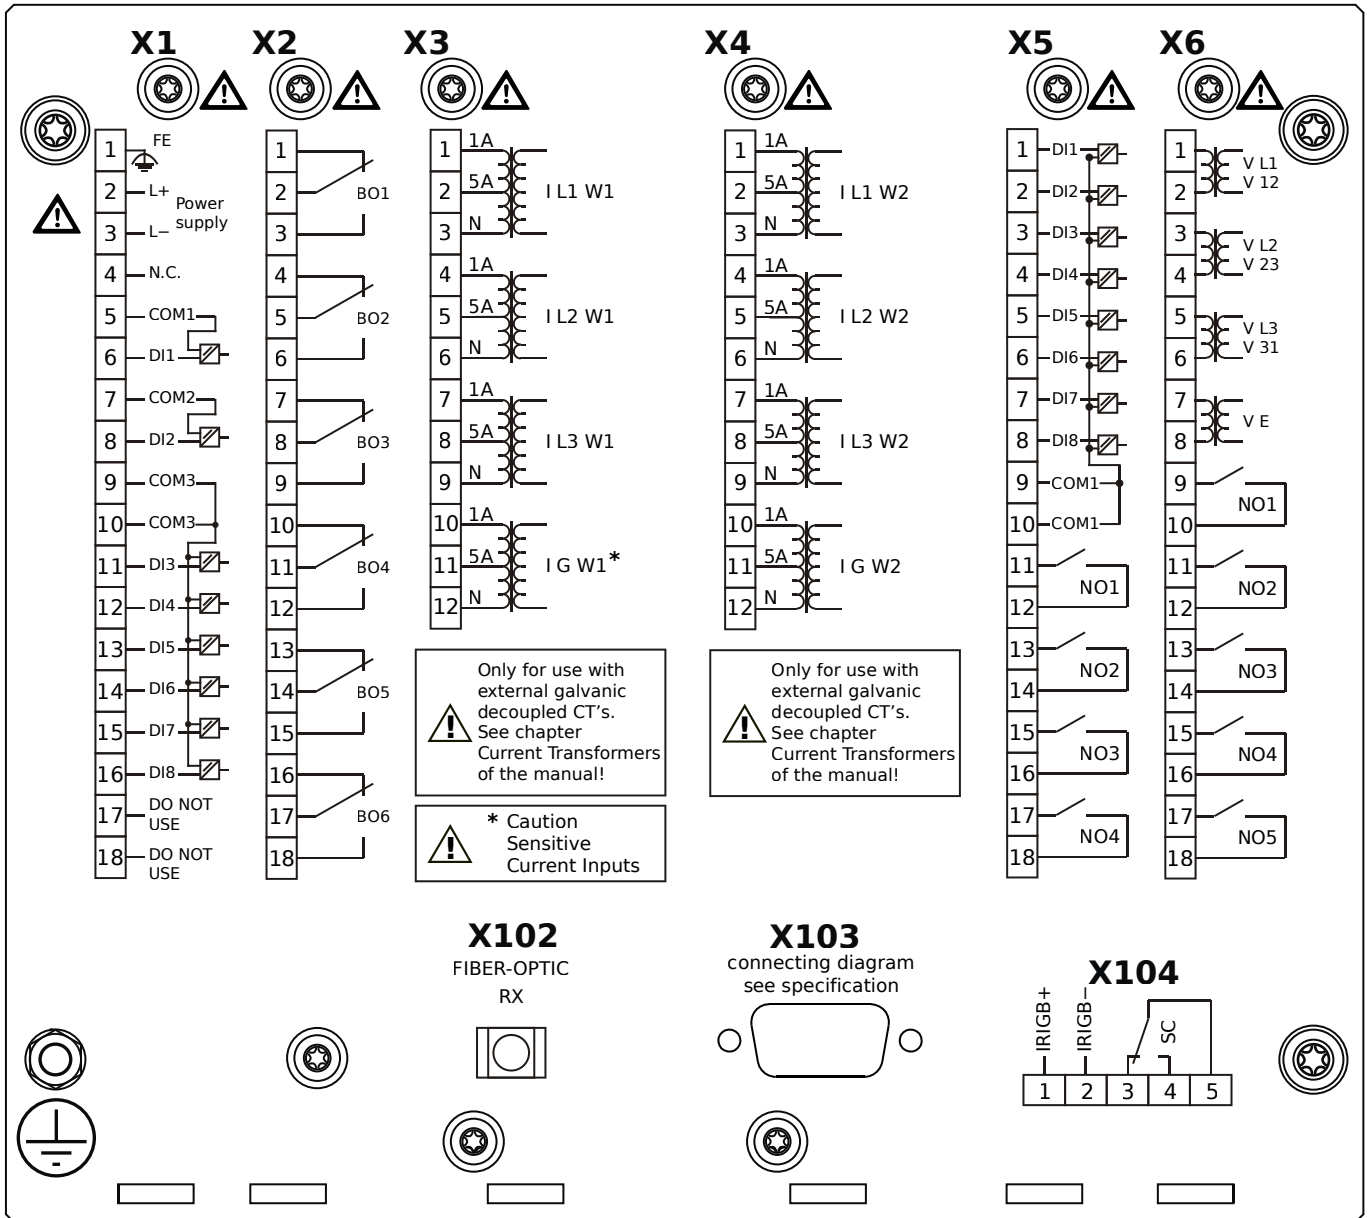 X1
X2
X3
X4
X5
X6
1
FE
2
L+
Power
supply
3
L−
4
N.C.
5
COM1
6
DI1
7
COM2
8
DI2
9
COM3
10
COM3
11
DI3
12
DI4
13
DI5
14
DI6
15
DI7
16
DI8
17
DO NOT
USE
18
DO NOT
USE
1
2
BO1
3
4
5
BO2
6
7
8
BO3
9
10
11
BO4
12
13
14
BO5
15
16
17
BO6
18
1
1A
2
5A
I L1 W1
3
N
4
1A
5
5A
I L2 W1
6
N
7
1A
8
5A
I L3 W1
9
N
10
1A
11
5A
I G W1*
12
N
Only for use with
external galvanic
decoupled CT's.
See chapter
Current Transformers
of the manual!
* Caution
Sensitive
Current Inputs
1
1A
2
5A
I L1 W2
3
N
4
1A
5
5A
I L2 W2
6
N
7
1A
8
5A
I L3 W2
9
N
10
1A
11
5A
I G W2
12
N
Only for use with
external galvanic
decoupled CT's.
See chapter
Current Transformers
of the manual!
1
DI1
2
DI2
3
DI3
4
DI4
5
DI5
6
DI6
7
DI7
8
DI8
9
COM1
10
COM1
11
NO1
12
13
NO2
14
15
NO3
16
17
NO4
18
1
V L1
V 12
2
3
V L2
V 23
4
5
V L3
V 31
6
7
V E
8
9
NO1
10
11
NO2
12
13
NO3
14
15
NO4
16
17
NO5
18
X102
FIBER-OPTIC
RX
X103
connecting diagram
see specification
X104
IRIGB+
IRIGB−
SC
1 2 3 4 5